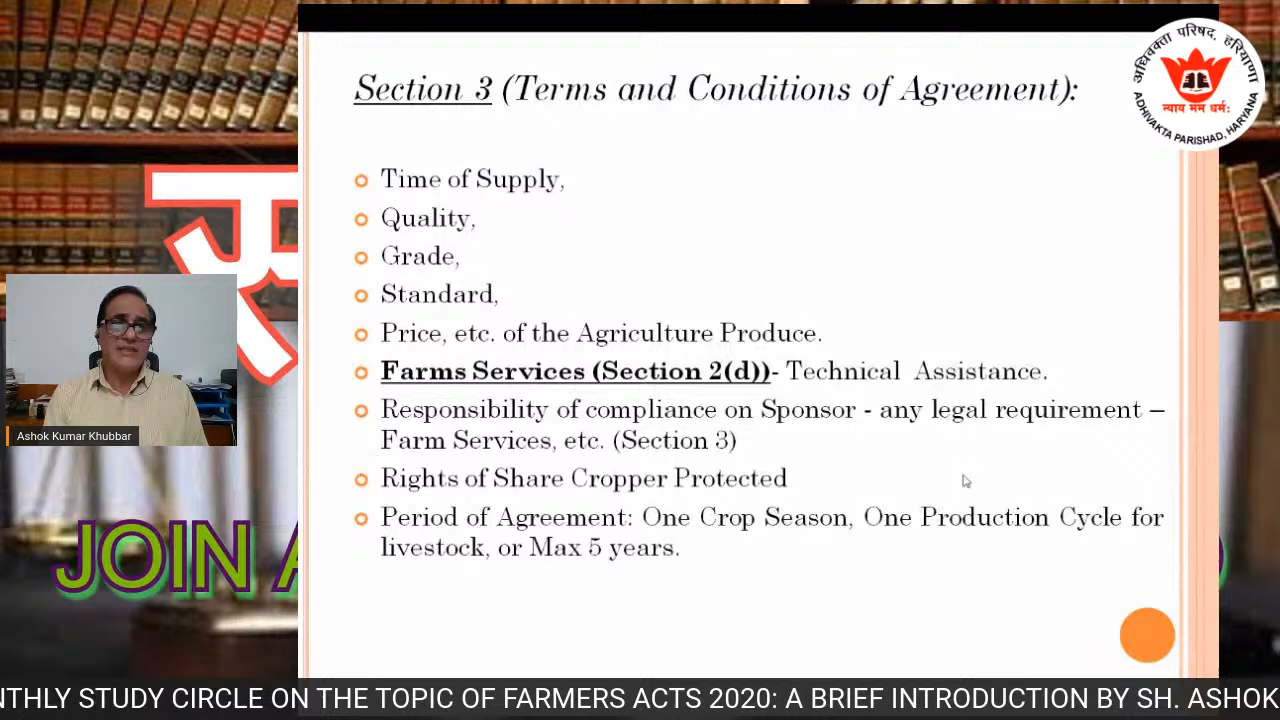 Section 3 (Terms and Conditions of Agreement):
Time of Supply,
Quality,
Grade,
Standard,
Price, etc. of the Agriculture Produce.
Farms Services (Section 2(d))- Technical Assistance.
Responsibility of compliance on Sponsor - any legal requirement –
Farm Services, etc. (Section 3)
Rights of Share Cropper Protected
Period of Agreement: One Crop Season, One Production Cycle for
livestock, or Max 5 years.
अधिवक्ता परिषद, हरियाणा
न्याय मम धर्मः
ADHIVAKTA PARISHAD, HARYANA
Ashok Kumar Khubbar
JOIN
NTHLY STUDY CIRCLE ON THE TOPIC OF FARMERS ACTS 2020: A BRIEF INTRODUCTION BY SH. ASHOK